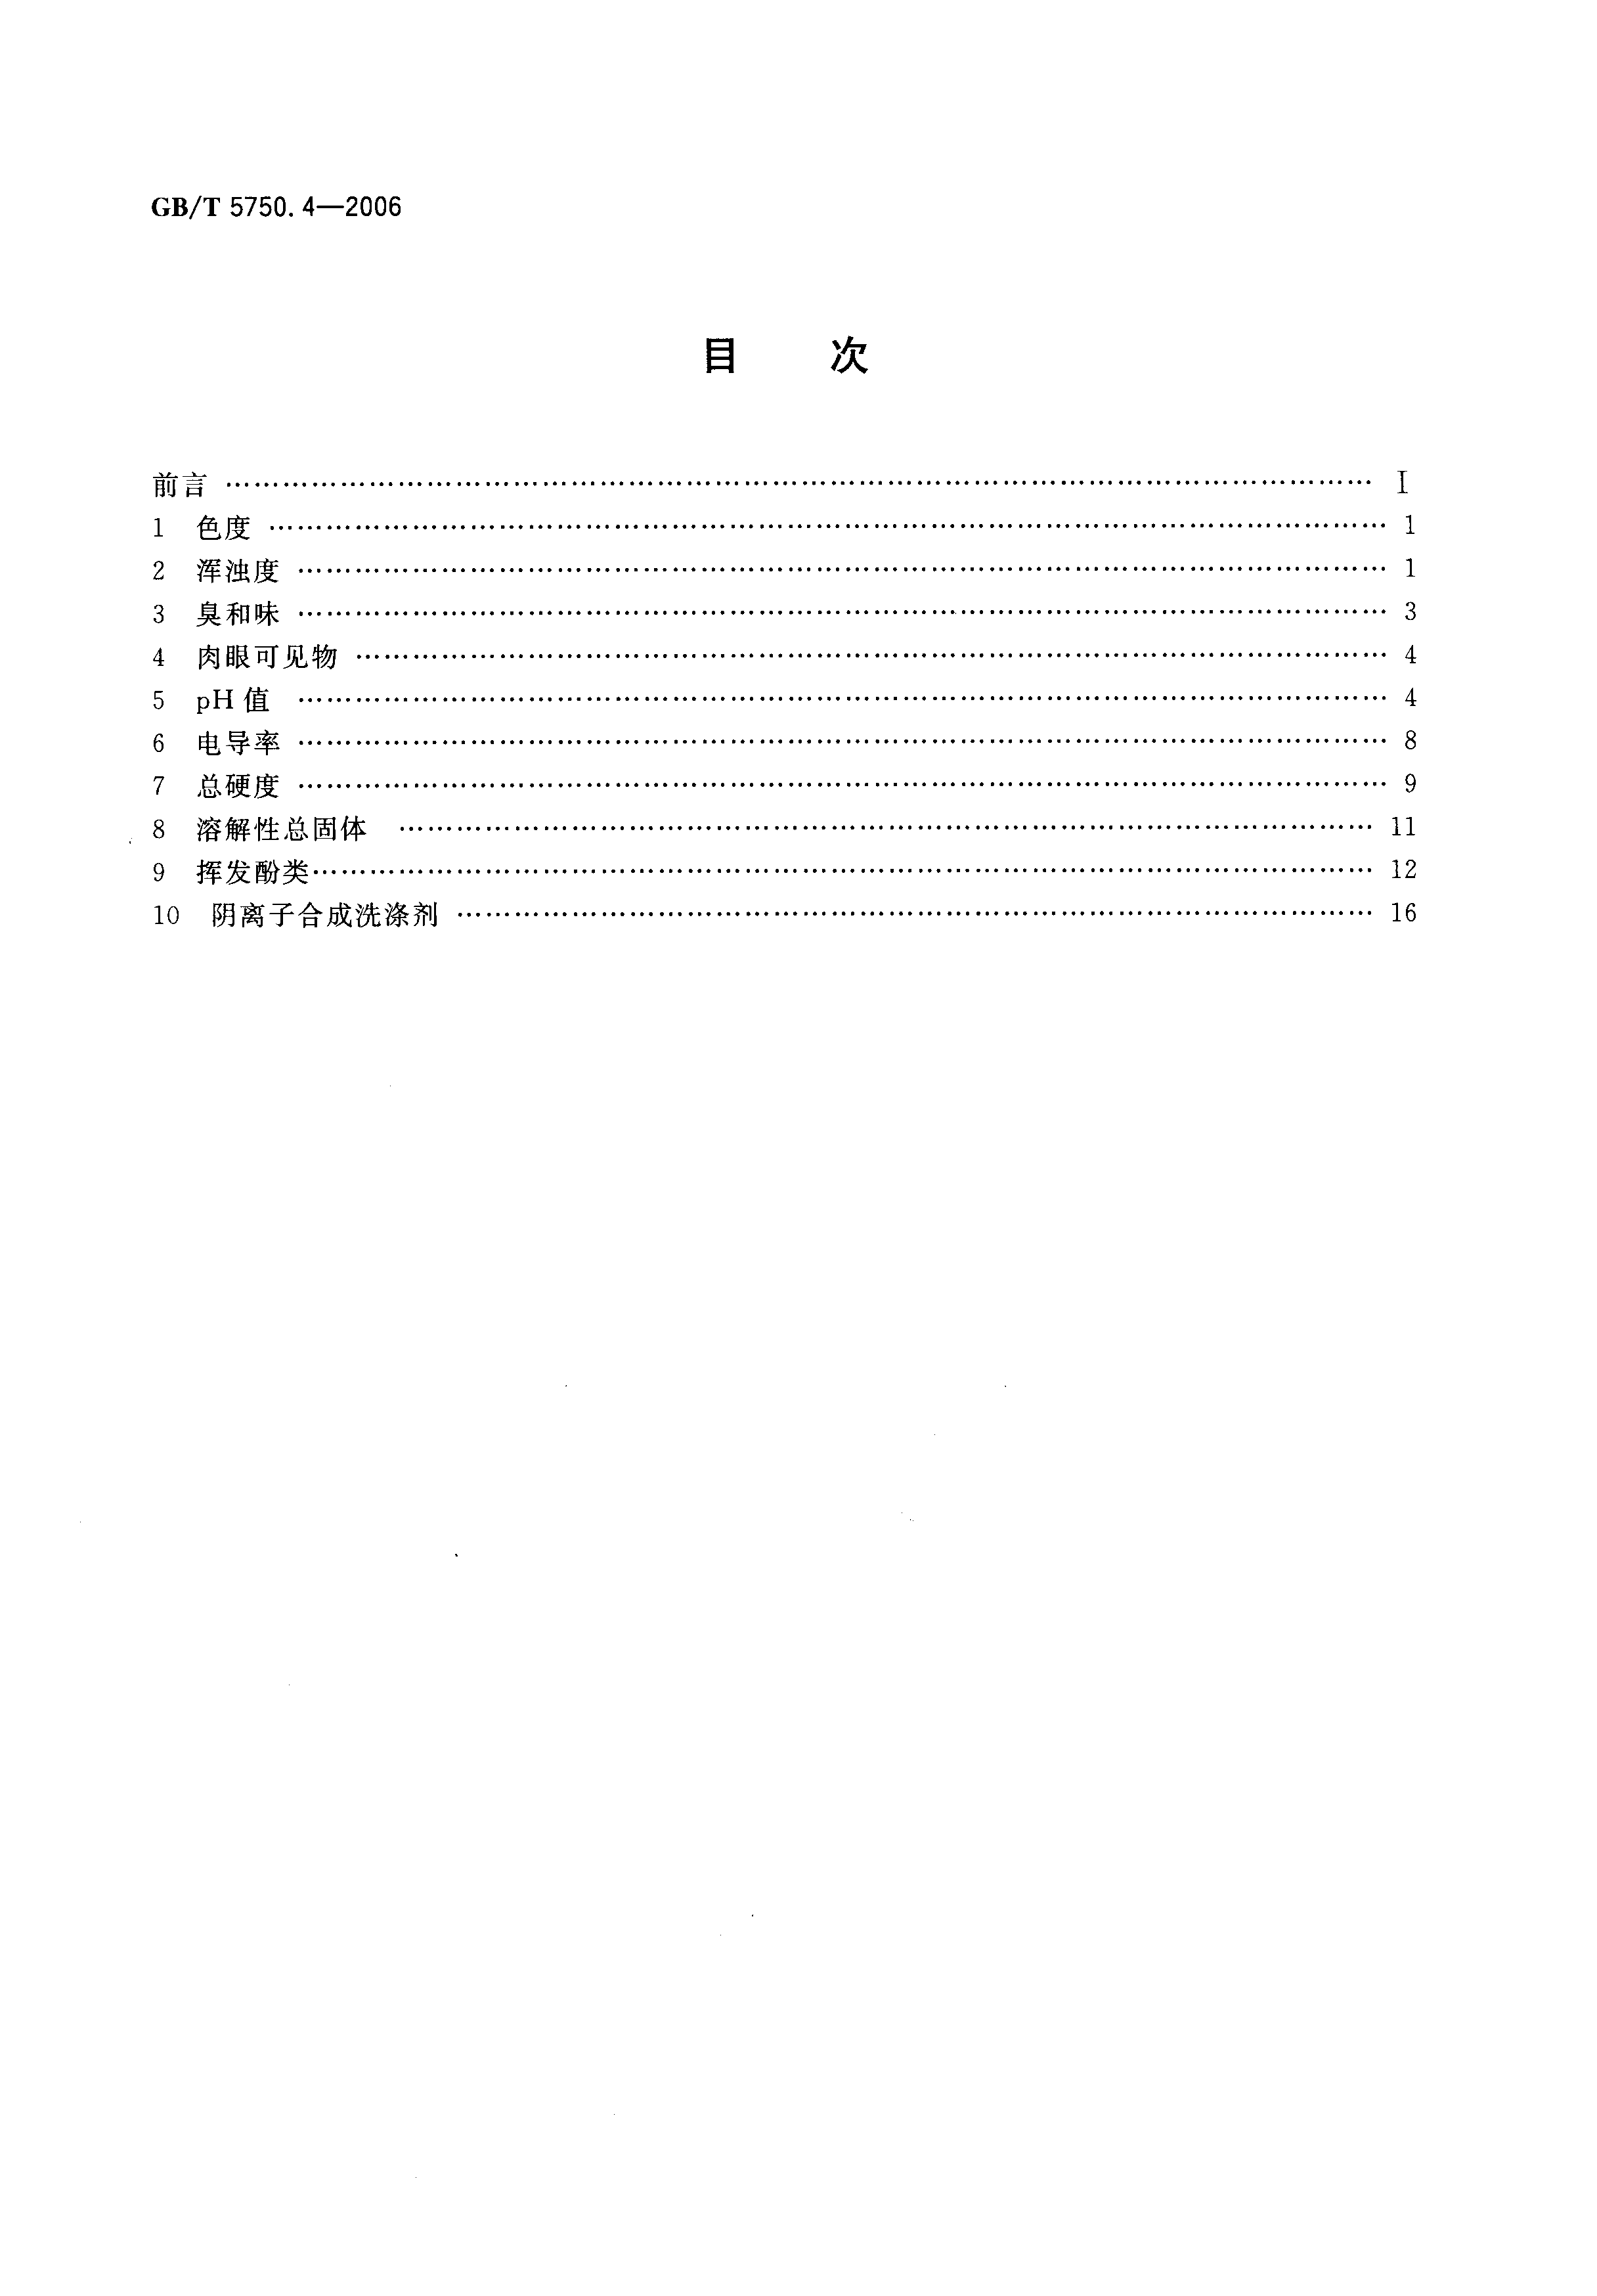 GB/T 5750.4—2006
目 次
前言 …… Ⅰ
1 色度 …… 1
2 浑浊度 …… 1
3 臭和味 …… 3
4 肉眼可见物 …… 4
5 pH值 …… 4
6 电导率 …… 8
7 总硬度 …… 9
8 溶解性总固体 …… 11
9 挥发酚类 …… 12
10 阴离子合成洗涤剂 …… 16